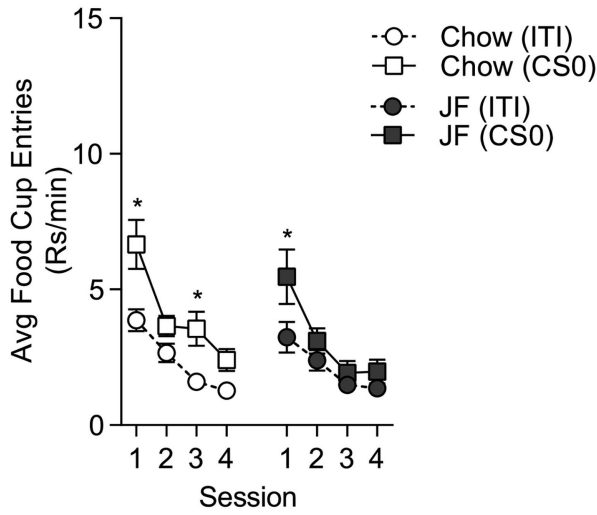 15
10
5
0
Avg Food Cup Entries
(Rs/min)
Chow (ITI)
Chow (CS0)
JF (ITI)
JF (CS0)
*
*
*
1 2 3 4 1 2 3 4
Session